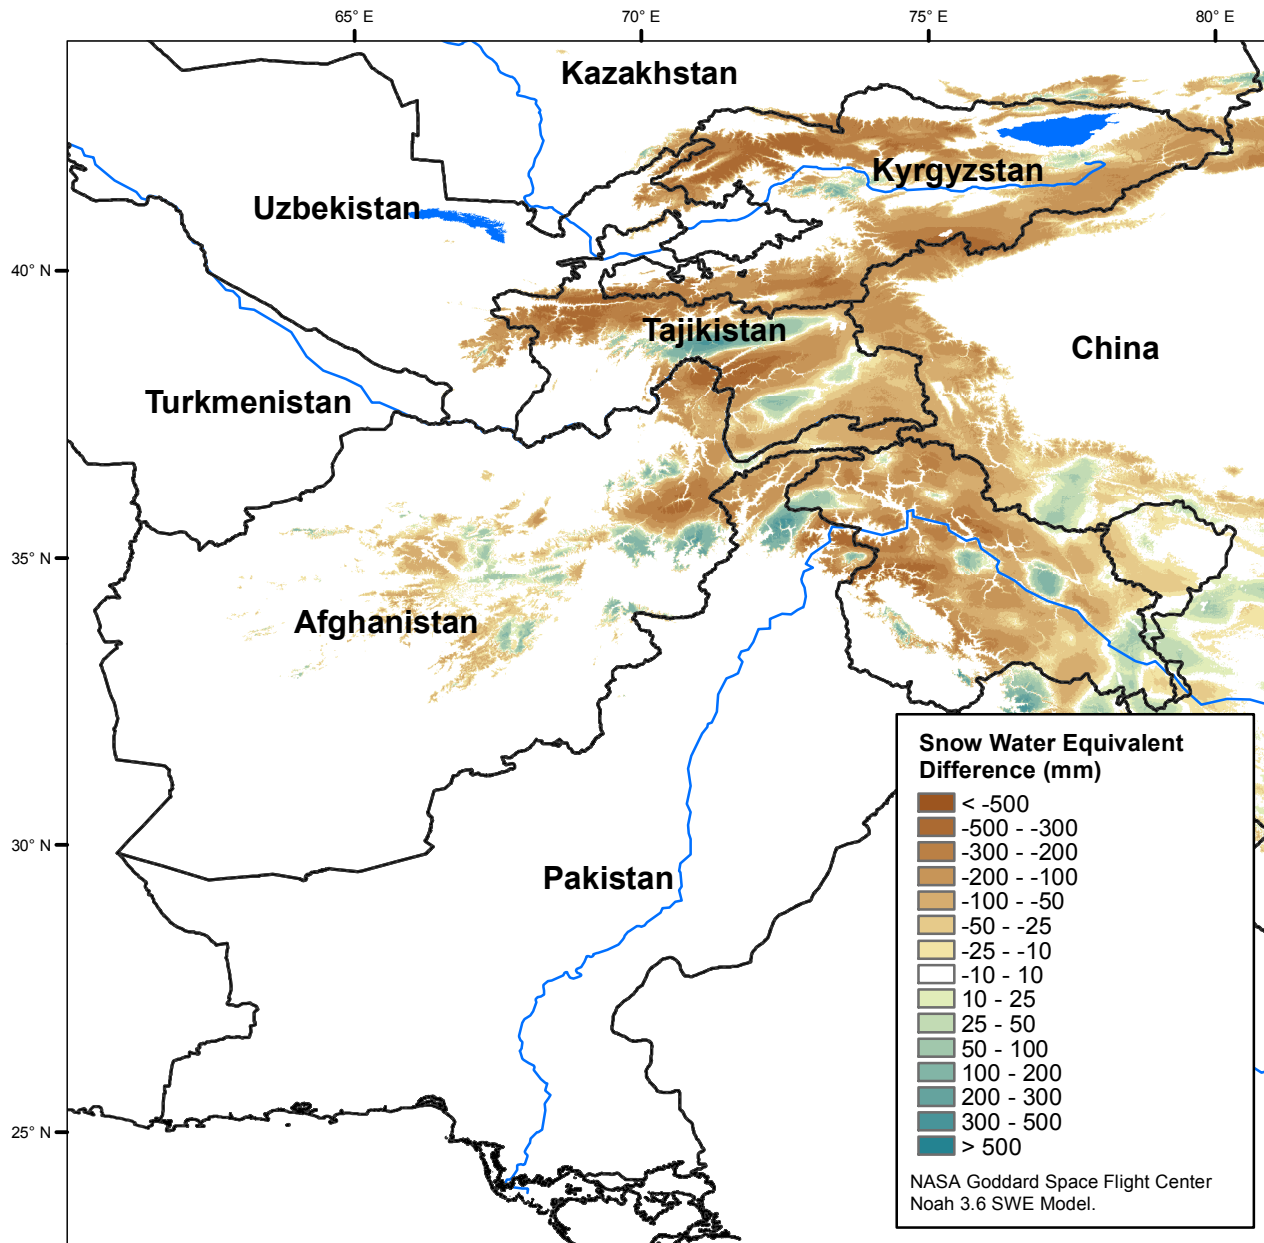 65° E
70° E
75° E
80° E
Kazakhstan
Kyrgyzstan
Uzbekistan
40° N
Tajikistan
China
Turkmenistan
35° N
Afghanistan
30° N
Pakistan
25° N
Snow Water Equivalent
Difference (mm)
< -500
-500 - -300
-300 - -200
-200 - -100
-100 - -50
-50 - -25
-25 - -10
-10 - 10
10 - 25
25 - 50
50 - 100
100 - 200
200 - 300
300 - 500
> 500
NASA Goddard Space Flight Center
Noah 3.6 SWE Model.